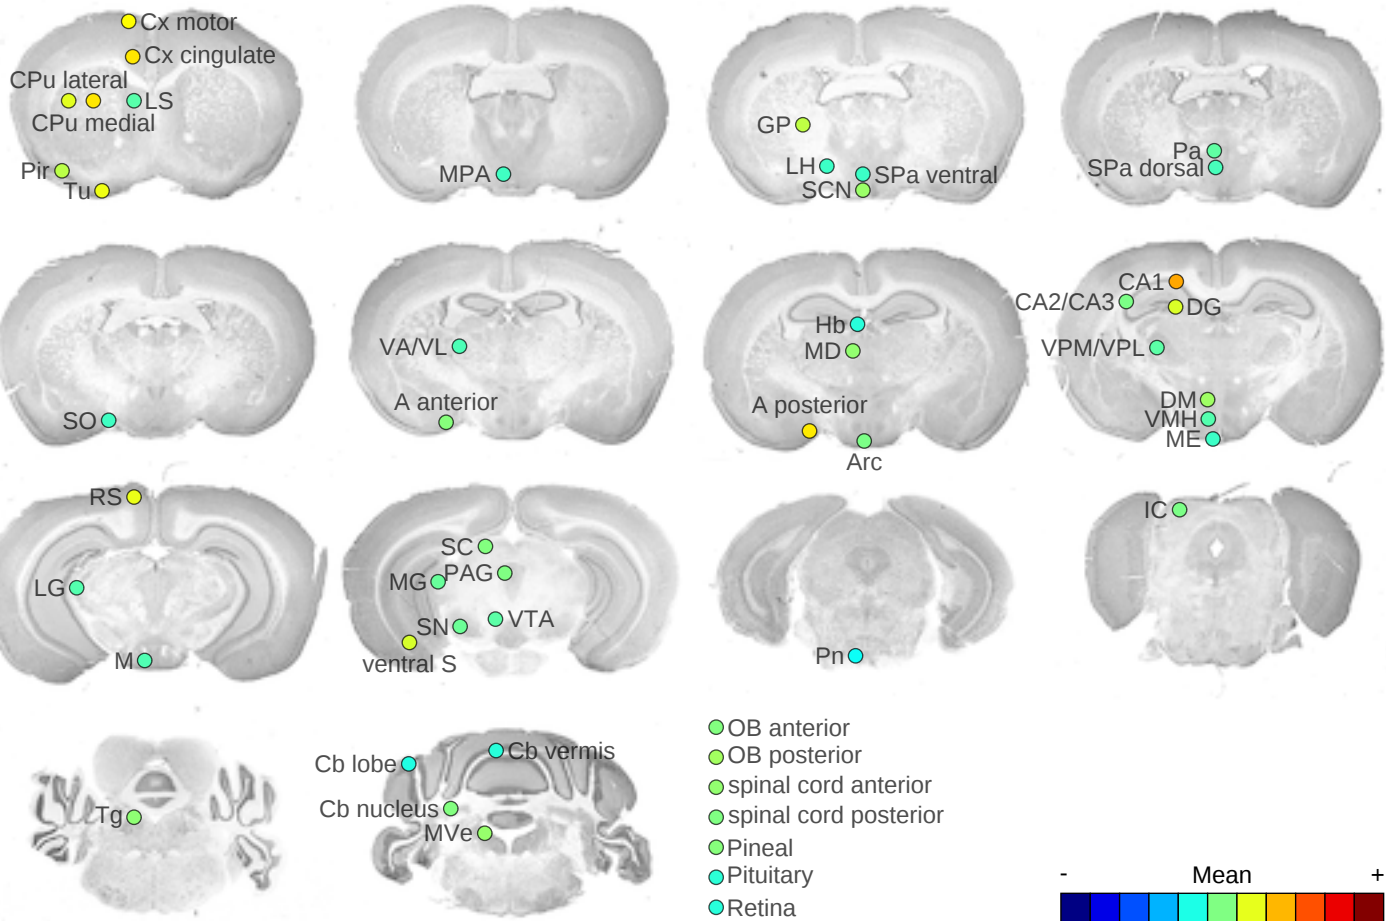 Cx motor
Cx cingulate
CPu lateral
LS
CPu medial
Pir
Tu
MPA
GP
LH
SPa ventral
SCN
Pa
SPa dorsal
SO
VA/VL
A anterior
Hb
MD
A posterior
Arc
CA1
CA2/CA3
DG
VPM/VPL
DM
VMH
ME
RS
LG
M
SC
MG
PAG
SN
VTA
ventral S
Pn
IC
Tg
Cb lobe
Cb vermis
Cb nucleus
MVe
OB anterior
OB posterior
spinal cord anterior
spinal cord posterior
Pineal
Pituitary
Retina
- Mean +